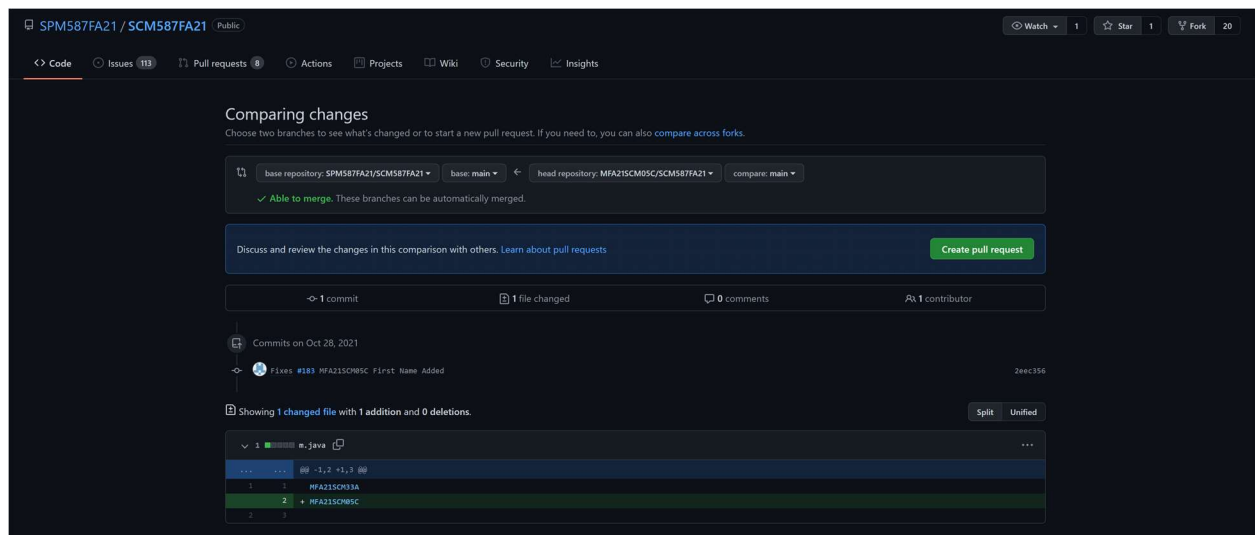 SPM587FA21 / SCM587FA21 Public
Watch 1 Star 1 Fork 20
Code Issues 113 Pull requests 8 Actions Projects Wiki Security Insights
Comparing changes
Choose two branches to see what's changed or to start a new pull request. If you need to, you can also compare across forks.
base repository: SPM587FA21/SCM587FA21 base: main ← head repository: MFA21SCM05C/SCM587FA21 compare: main
✓ Able to merge. These branches can be automatically merged.
Discuss and review the changes in this comparison with others. Learn about pull requests Create pull request
1 commit 1 file changed 0 comments 1 contributor
Commits on Oct 28, 2021
Fixes #183 MFA21SCM05C First Name Added 2eec356
Showing 1 changed file with 1 addition and 0 deletions. Split Unified
1 m.java ...
... ... @@ -1,2 +1,3 @@
1 1 MFA21SCM33A
2 + MFA21SCM05C
2 3